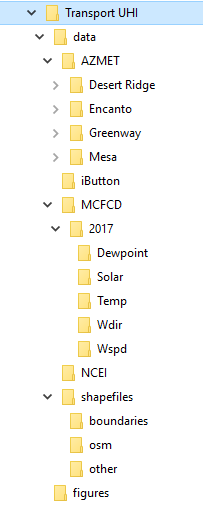 Transport UHI
data
AZMET
Desert Ridge
Encanto
Greenway
Mesa
iButton
MCFCD
2017
Dewpoint
Solar
Temp
Wdir
Wspd
NCEI
shapefiles
boundaries
osm
other
figures